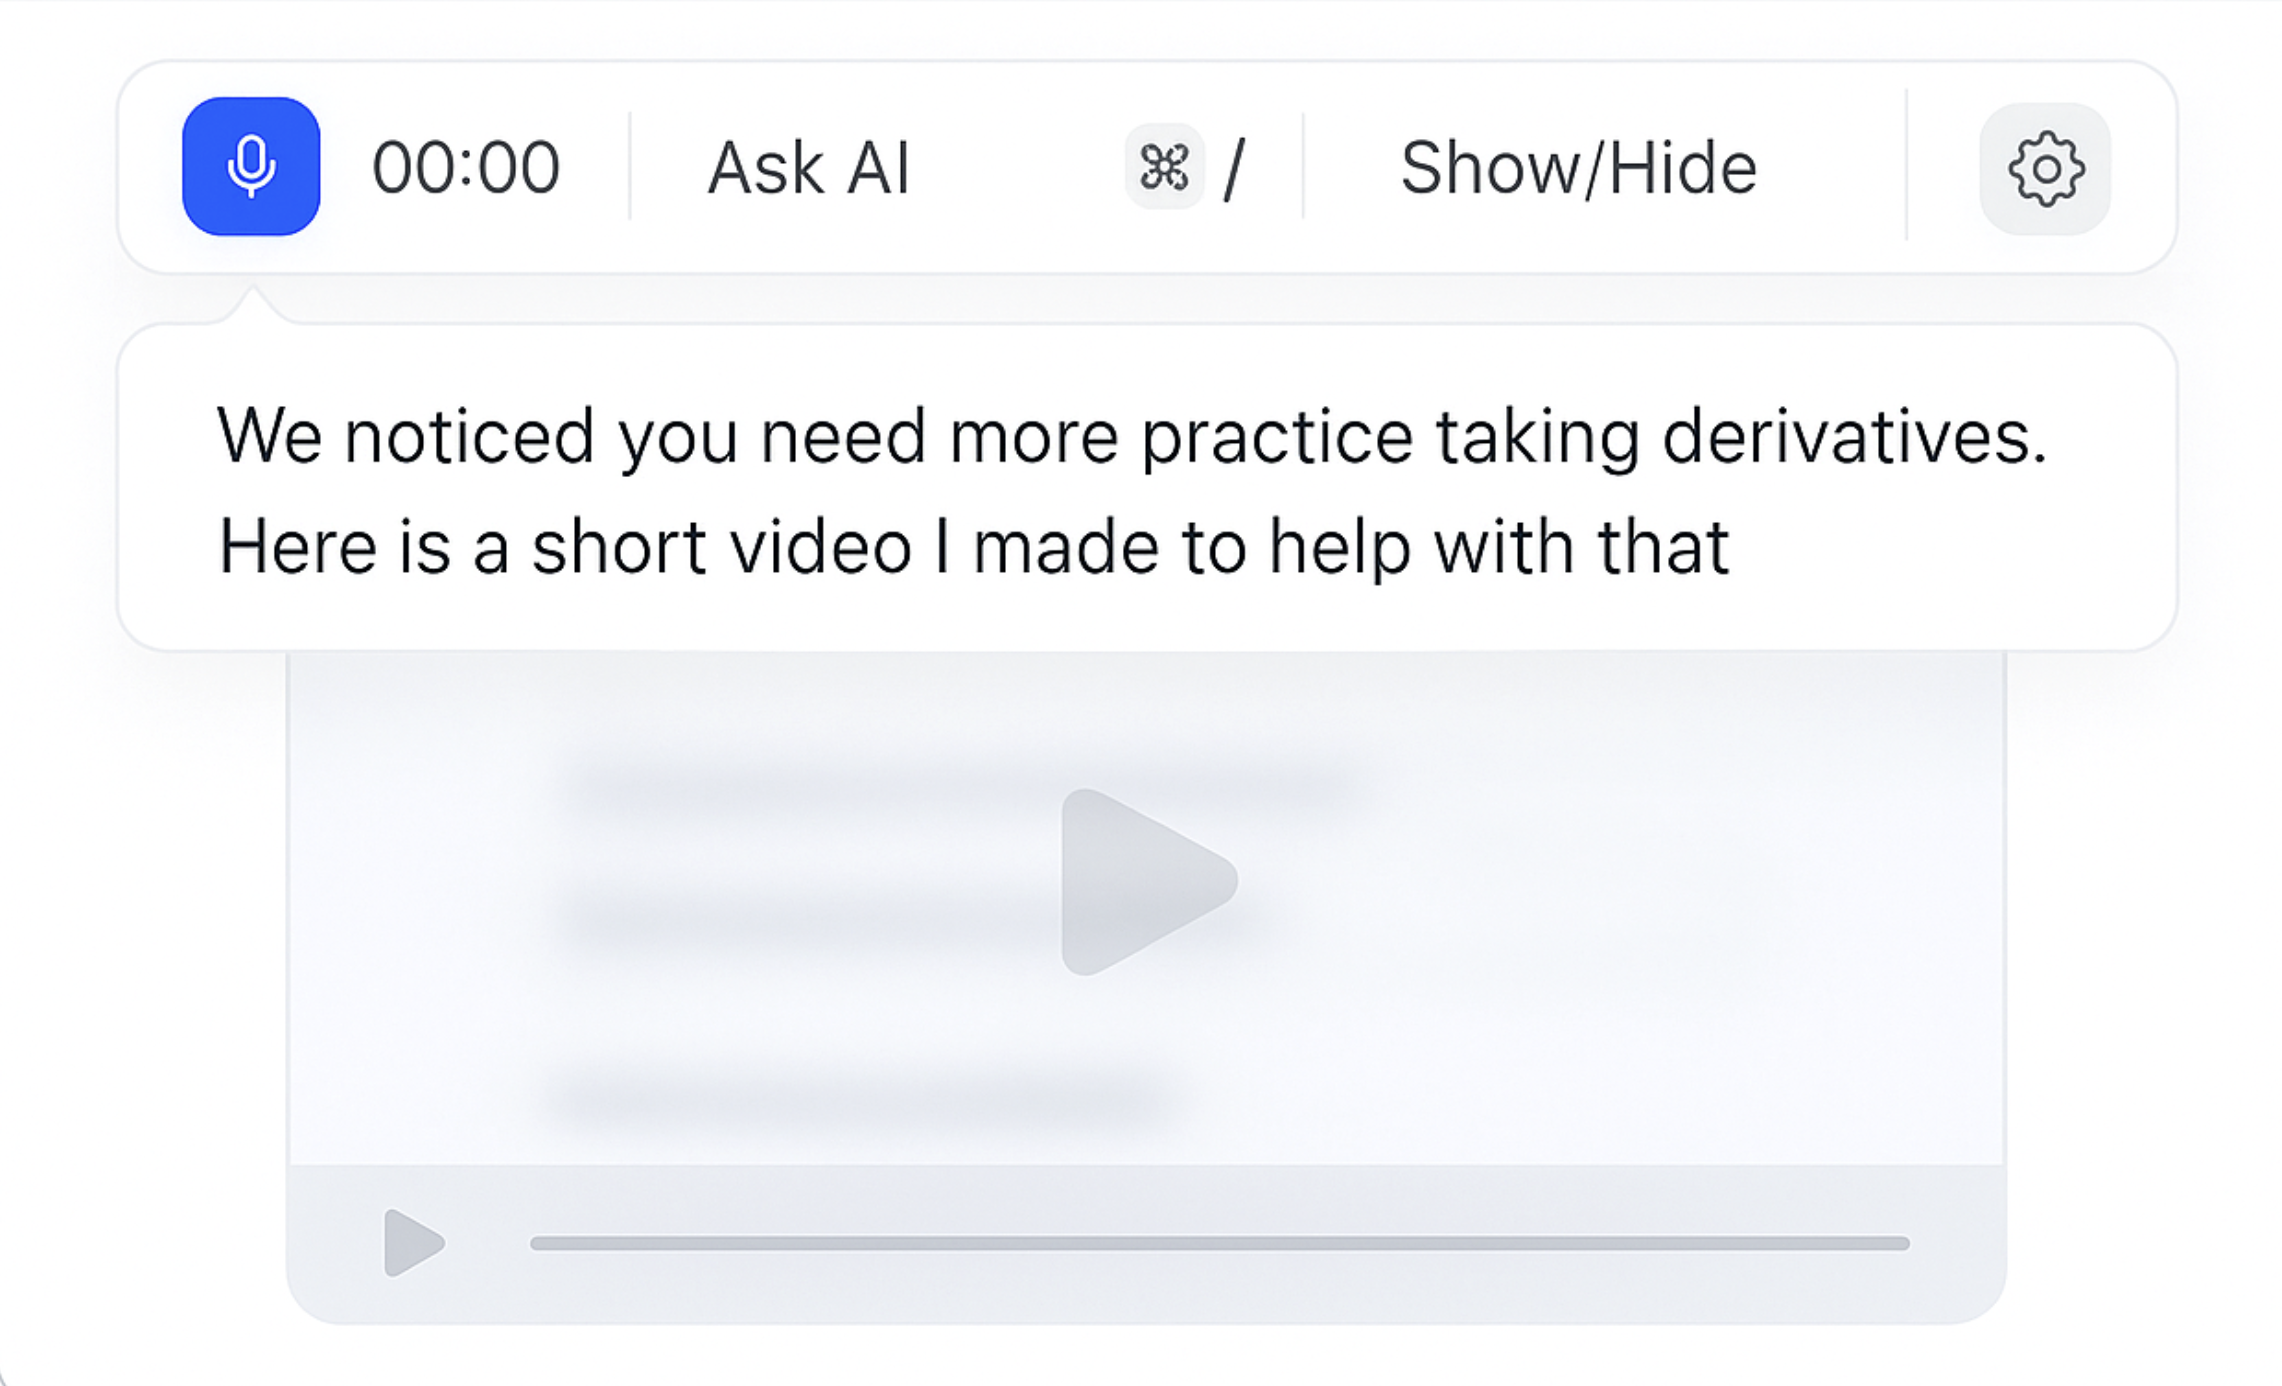 00:00
Ask AI
⌘ /
Show/Hide
We noticed you need more practice taking derivatives.
Here is a short video I made to help with that